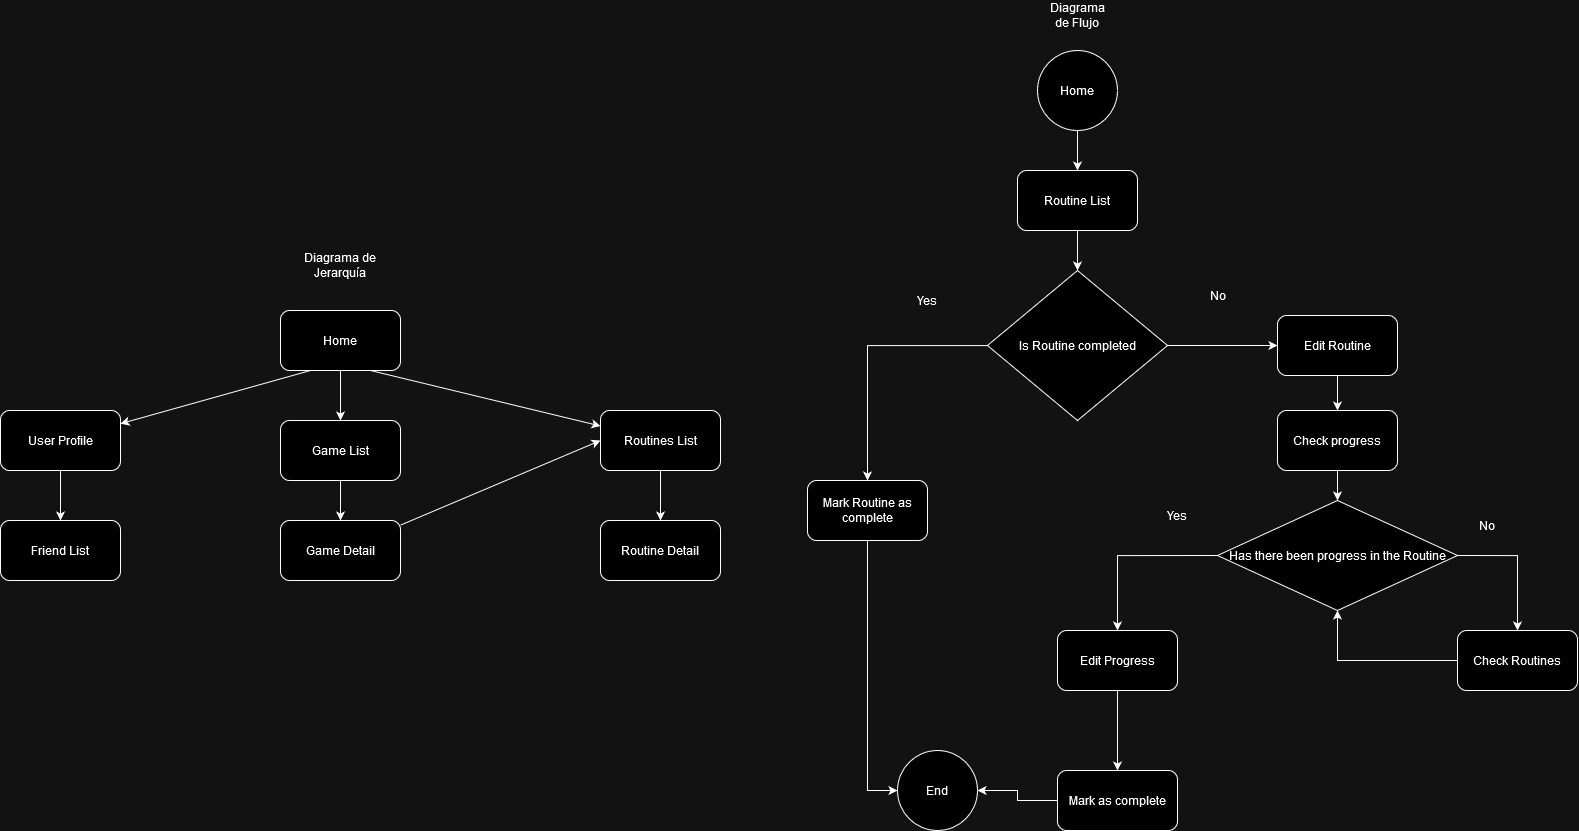 Diagrama de
Jerarquía
Home
User Profile
Game List
Routines List
Friend List
Game Detail
Routine Detail
Diagrama
de Flujo
Home
Routine List
Yes
No
Is Routine completed
Edit Routine
Check progress
Mark Routine as
complete
Yes
No
Has there been progress in the Routine
Edit Progress
Check Routines
End
Mark as complete